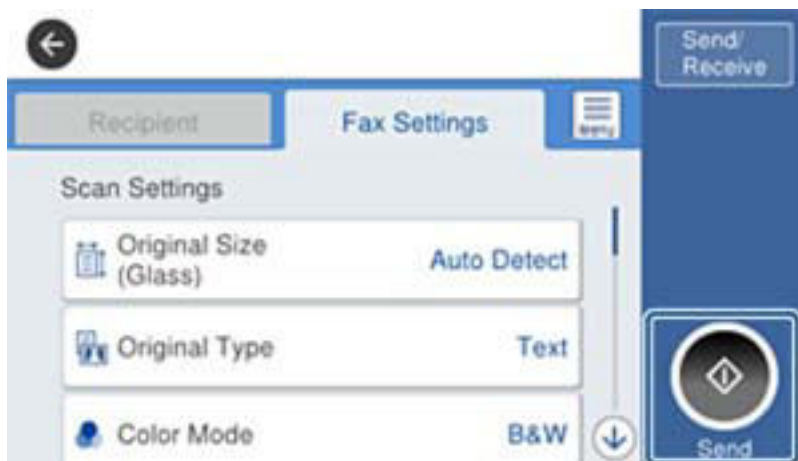 Send/
Receive
Recipient
Fax Settings
Menu
Scan Settings
Original Size
(Glass)
Auto Detect
Original Type
Text
Color Mode
B&W
Send